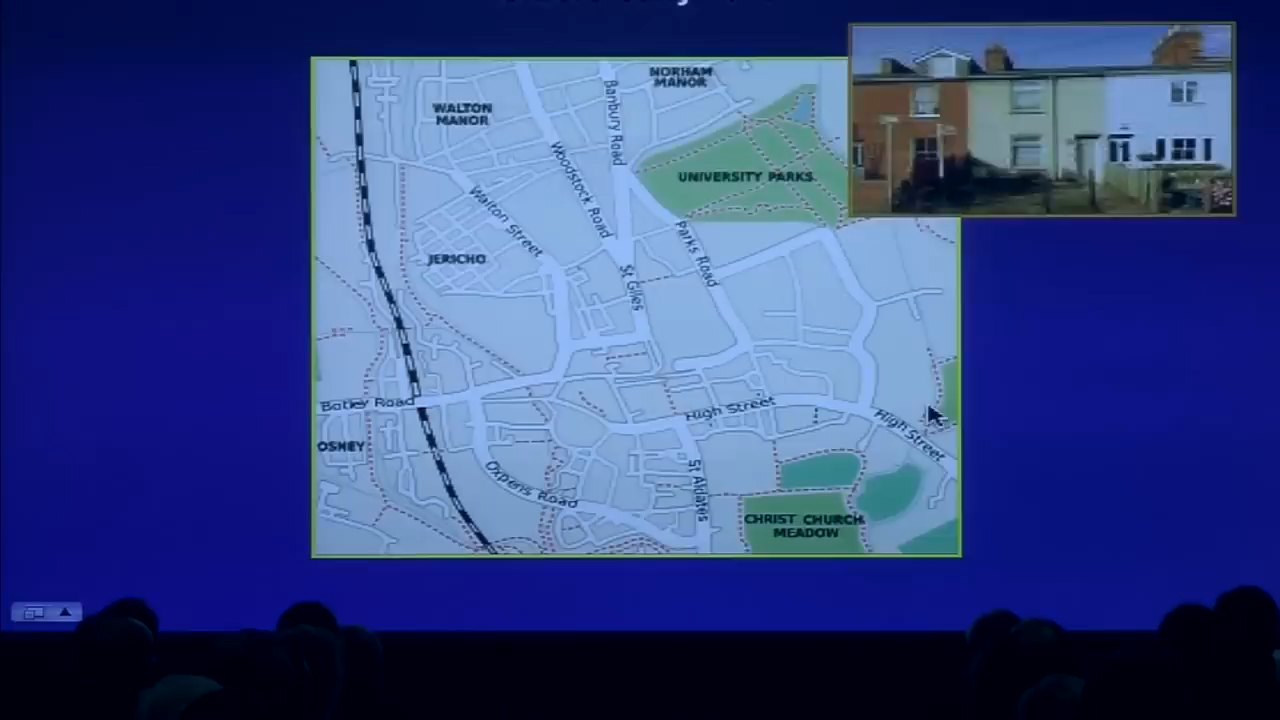 NORHAM
MANOR
WALTON
MANOR
Banbury Road
Woodstock Road
UNIVERSITY PARKS
Walton Street
Parks Road
JERICHO
St Giles
Botley Road
High Street
High Street
OSNEY
Oxpens Road
St Aldates
CHRIST CHURCH
MEADOW